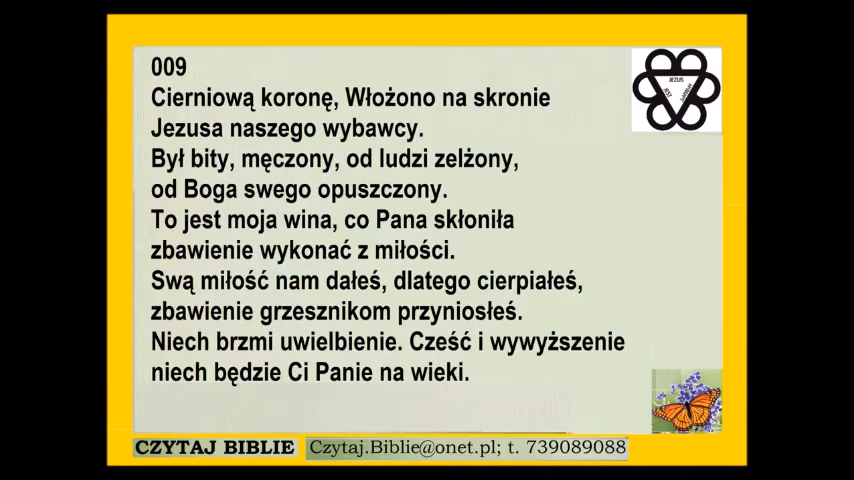 009
Cierniową koronę, Włożono na skronie
Jezusa naszego wybawcy.
Był bity, męczony, od ludzi zelżony,
od Boga swego opuszczony.
To jest moja wina, co Pana skłoniła
zbawienie wykonać z miłości.
Swą miłość nam dałeś, dlatego cierpiałeś,
zbawienie grzesznikom przyniosłeś.
Niech brzmi uwielbienie. Cześć i wywyższenie
niech będzie Ci Panie na wieki.
JEZUS
JEST
CZYTAJ BIBLIE Czytaj.Biblie@onet.pl; t. 739089088